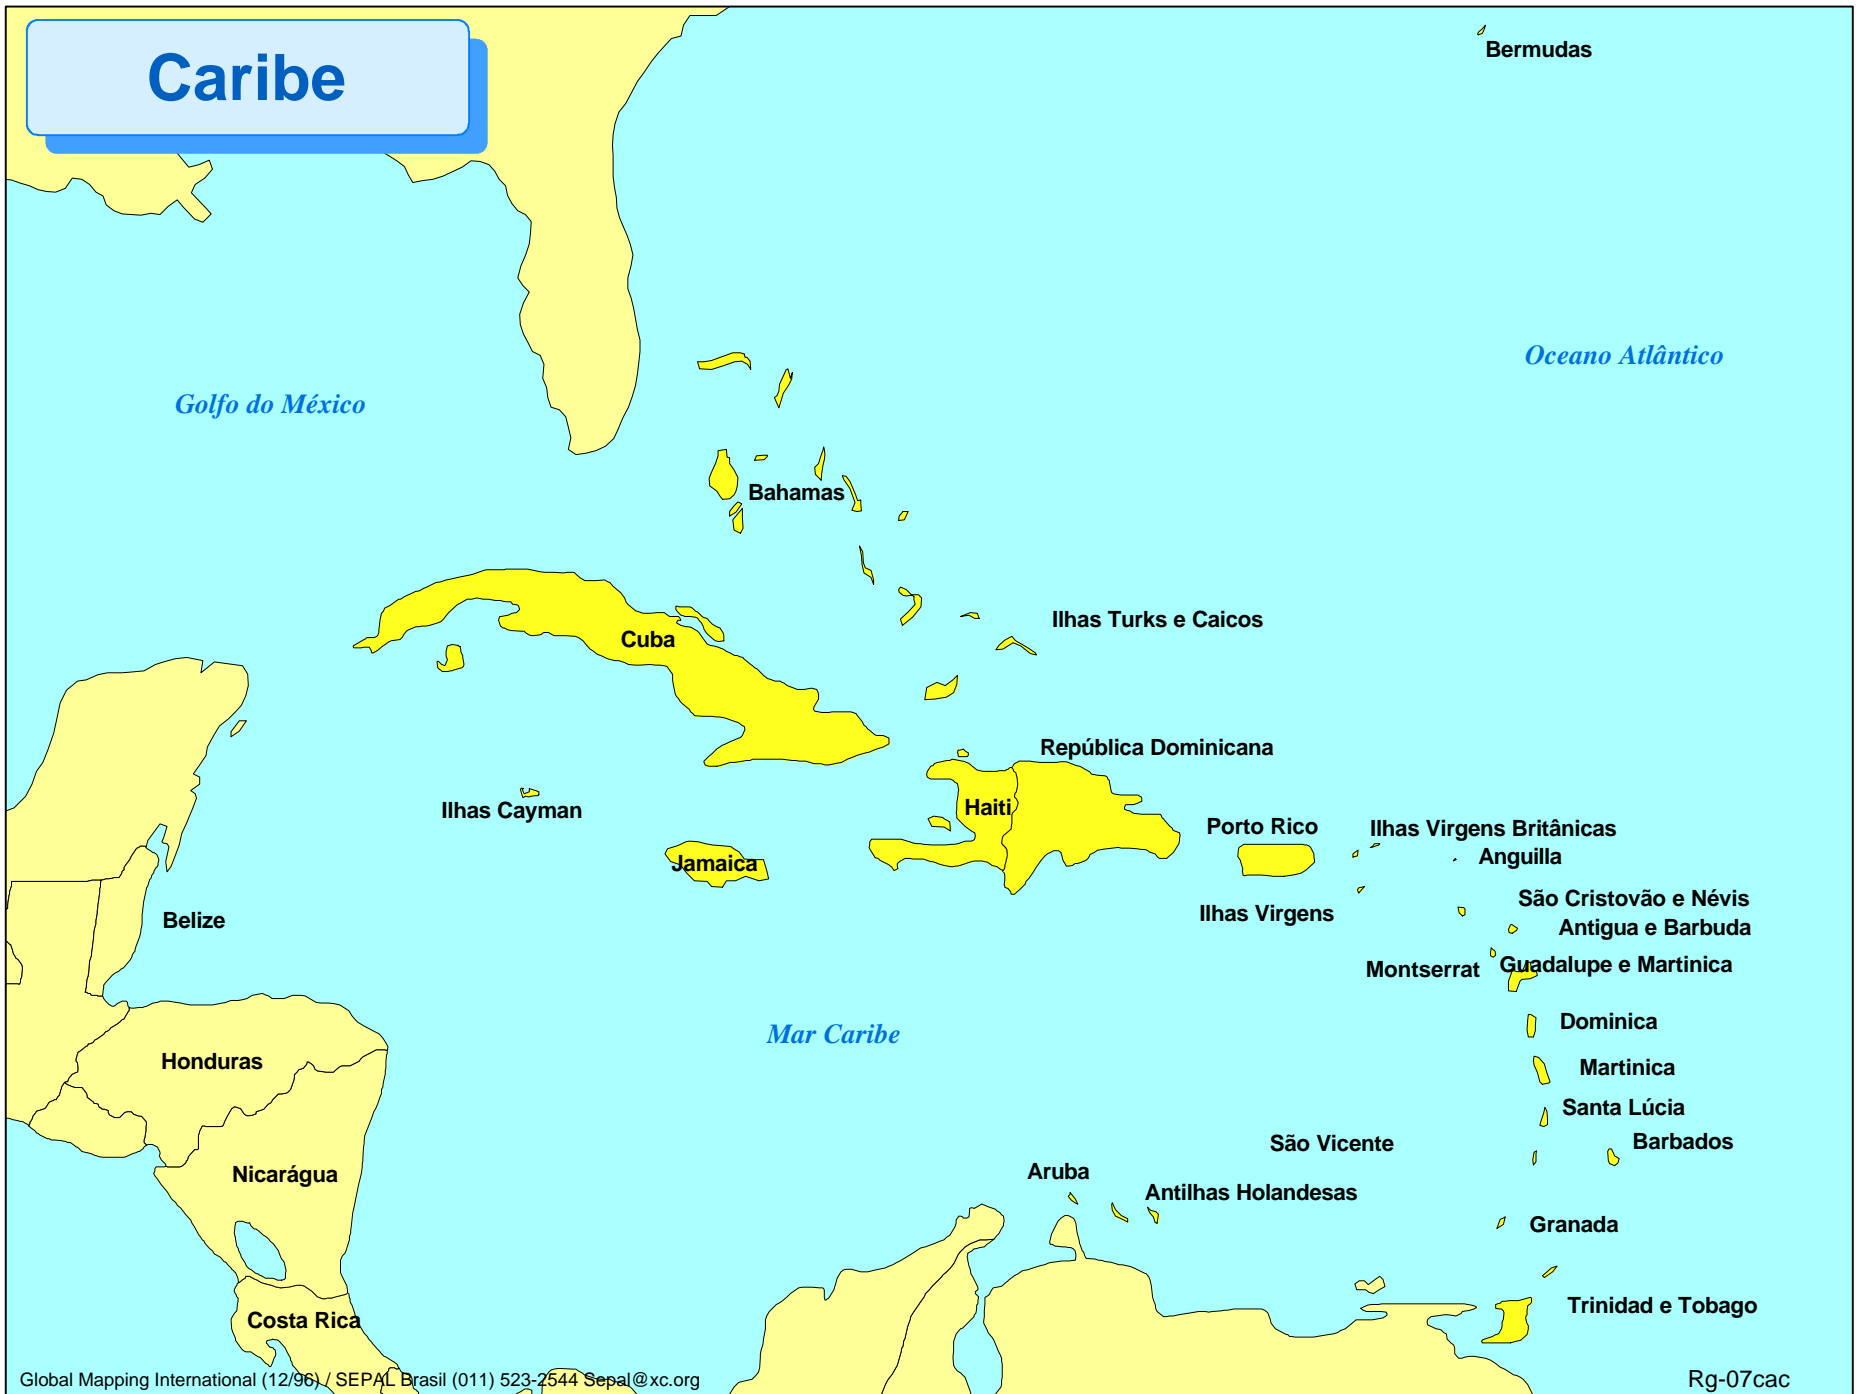 Caribe
Bermudas
Oceano Atlântico
Golfo do México
Bahamas
Ilhas Turks e Caicos
Cuba
República Dominicana
Haiti
Ilhas Cayman
Jamaica
Porto Rico
Ilhas Virgens Britânicas
Anguilla
São Cristovão e Névis
Ilhas Virgens
Belize
Antigua e Barbuda
Montserrat
Guadalupe e Martinica
Dominica
Mar Caribe
Honduras
Martinica
Santa Lúcia
São Vicente
Barbados
Nicarágua
Aruba
Antilhas Holandesas
Granada
Trinidad e Tobago
Costa Rica
Global Mapping International (12/96) / SEPAL Brasil (011) 523-2544 Sepal@xc.org
Rg-07cac